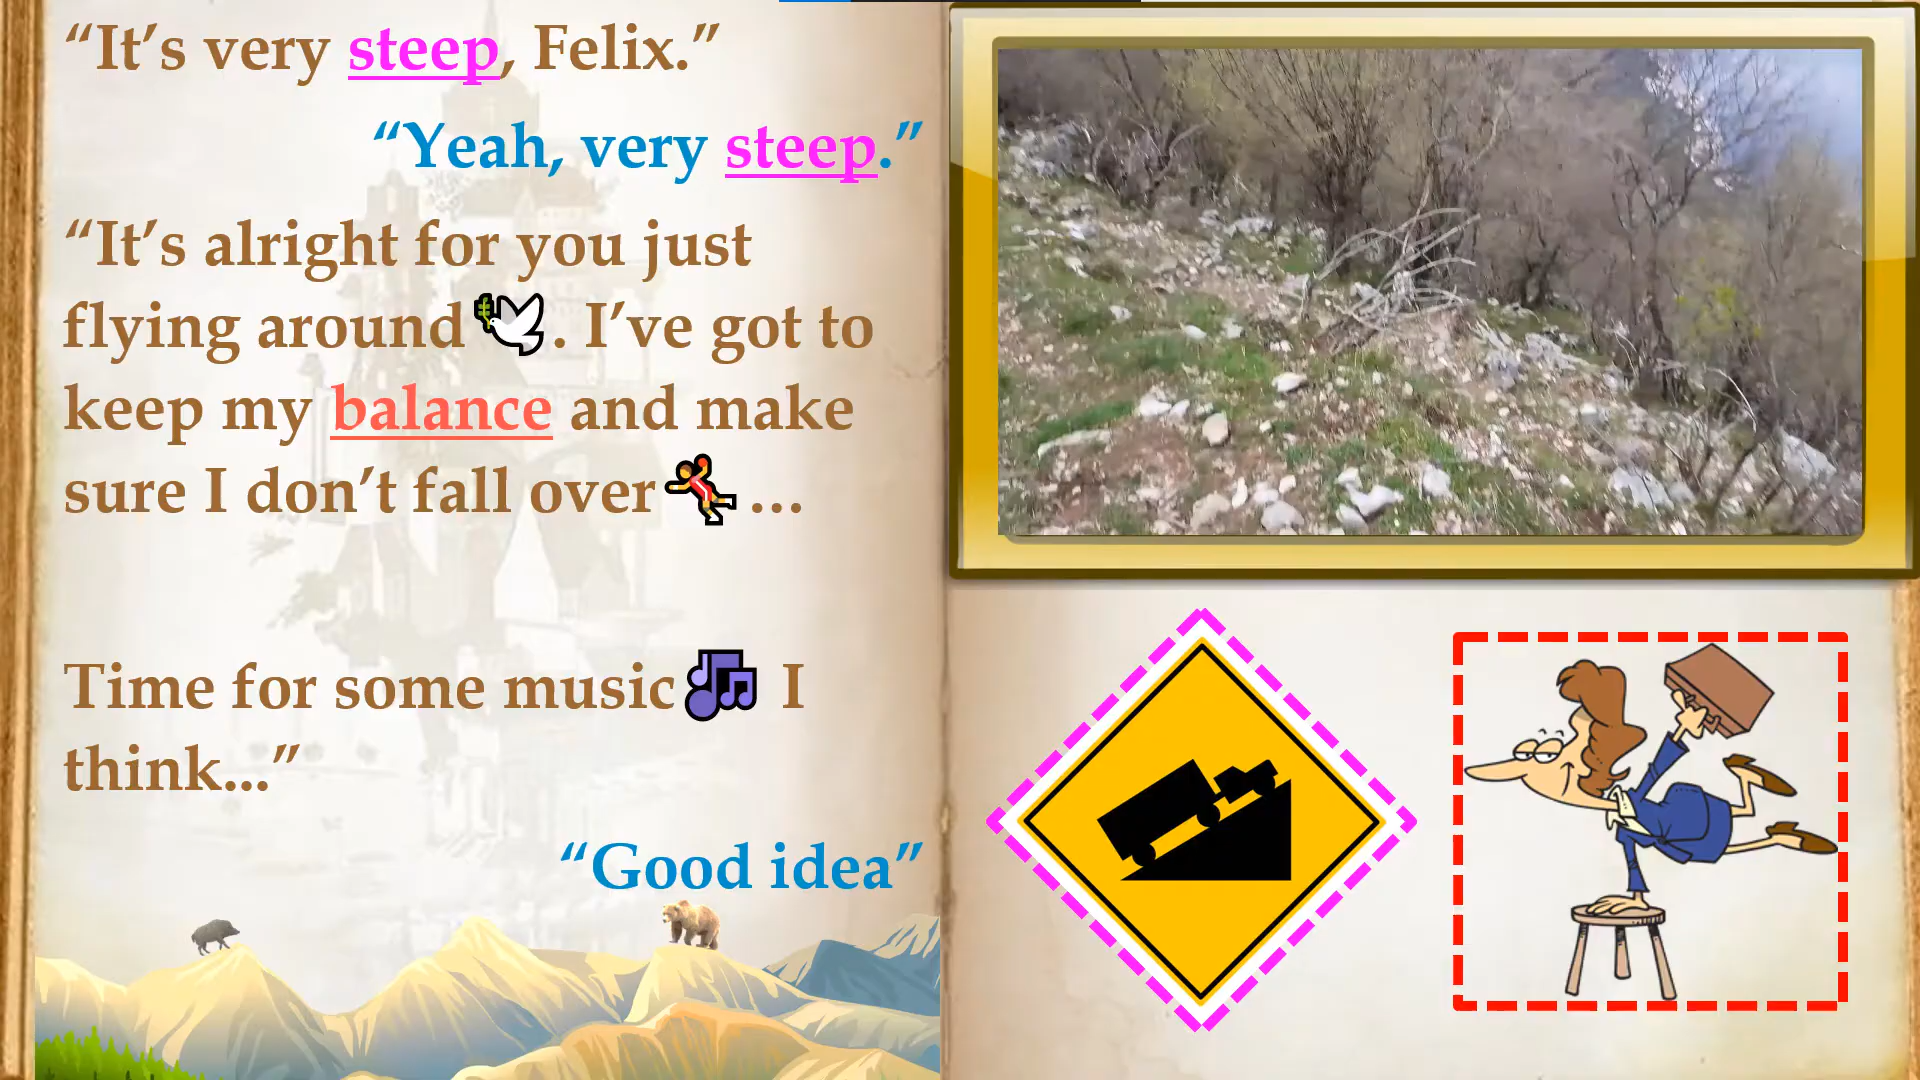 “It’s very steep, Felix.”
“Yeah, very steep.”
“It’s alright for you just
flying around. I’ve got to
keep my balance and make
sure I don’t fall over…
Time for some music I
think...”
“Good idea”